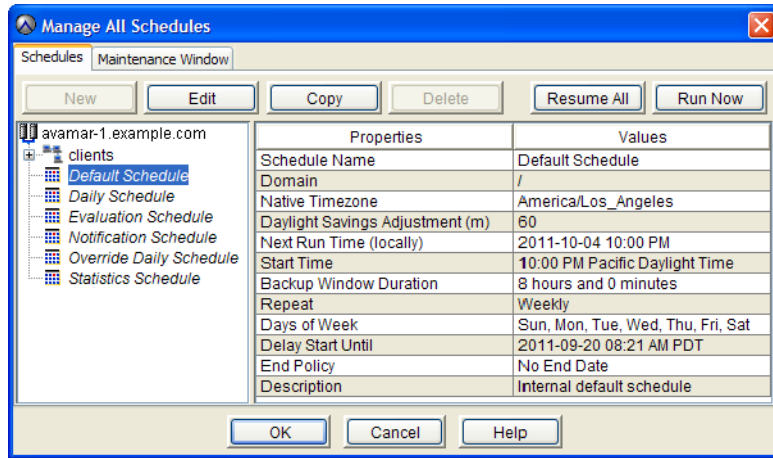 Manage All Schedules
Schedules Maintenance Window
New Edit Copy Delete Resume All Run Now
avamar-1.example.com
clients
Default Schedule
Daily Schedule
Evaluation Schedule
Notification Schedule
Override Daily Schedule
Statistics Schedule
Properties Values
Schedule Name Default Schedule
Domain /
Native Timezone America/Los_Angeles
Daylight Savings Adjustment (m) 60
Next Run Time (locally) 2011-10-04 10:00 PM
Start Time 10:00 PM Pacific Daylight Time
Backup Window Duration 8 hours and 0 minutes
Repeat Weekly
Days of Week Sun, Mon, Tue, Wed, Thu, Fri, Sat
Delay Start Until 2011-09-20 08:21 AM PDT
End Policy No End Date
Description Internal default schedule
OK Cancel Help